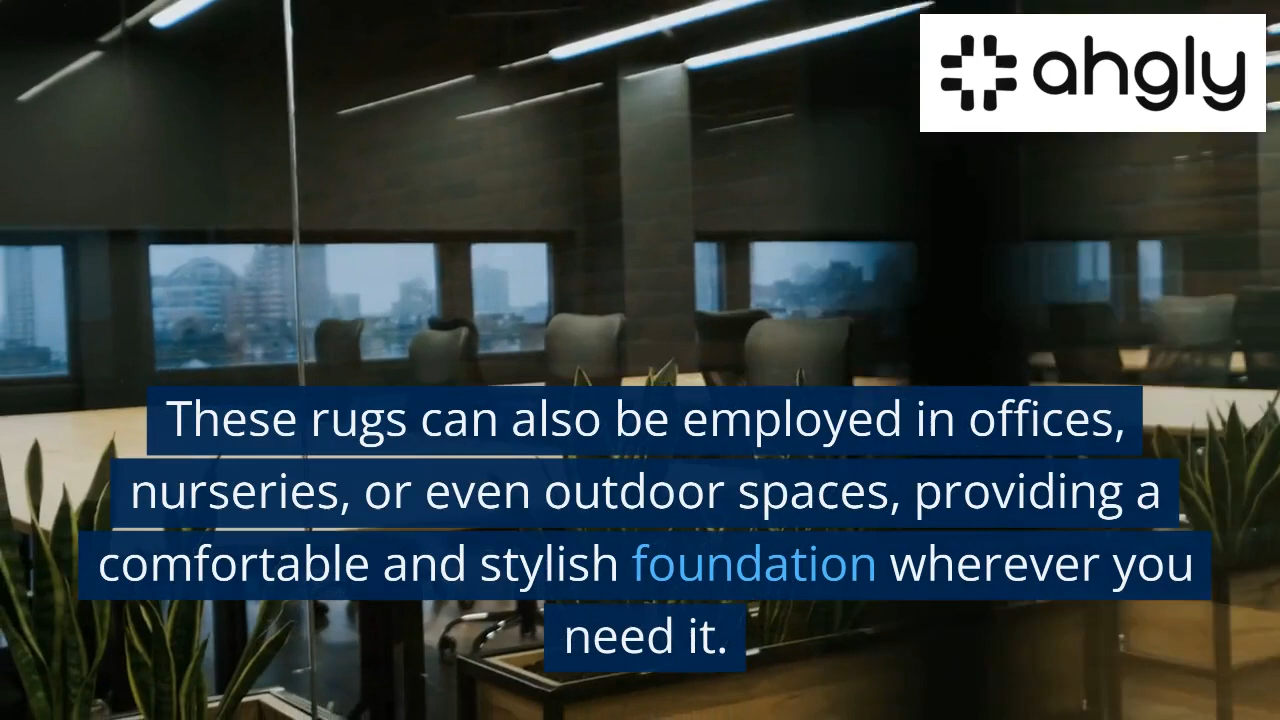 ahgly
These rugs can also be employed in offices,
nurseries, or even outdoor spaces, providing a
comfortable and stylish foundation wherever you
need it.